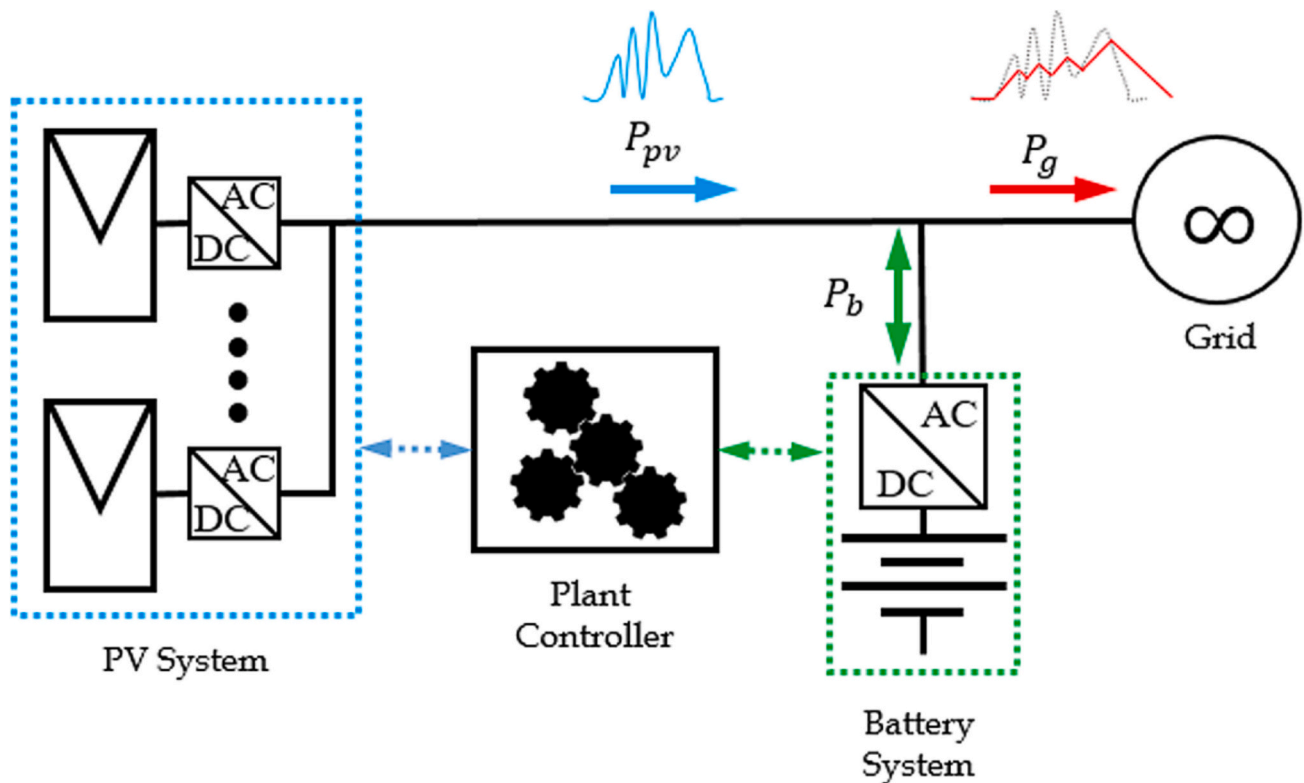 P_pv
P_g
AC
DC
∞
P_b
Grid
AC
DC
AC
DC
Plant
Controller
PV System
Battery
System